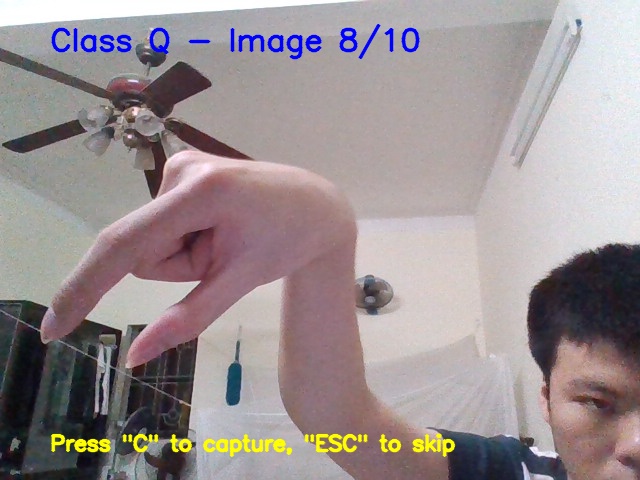 Class Q - Image 8/10
Press "C" to capture, "ESC" to skip